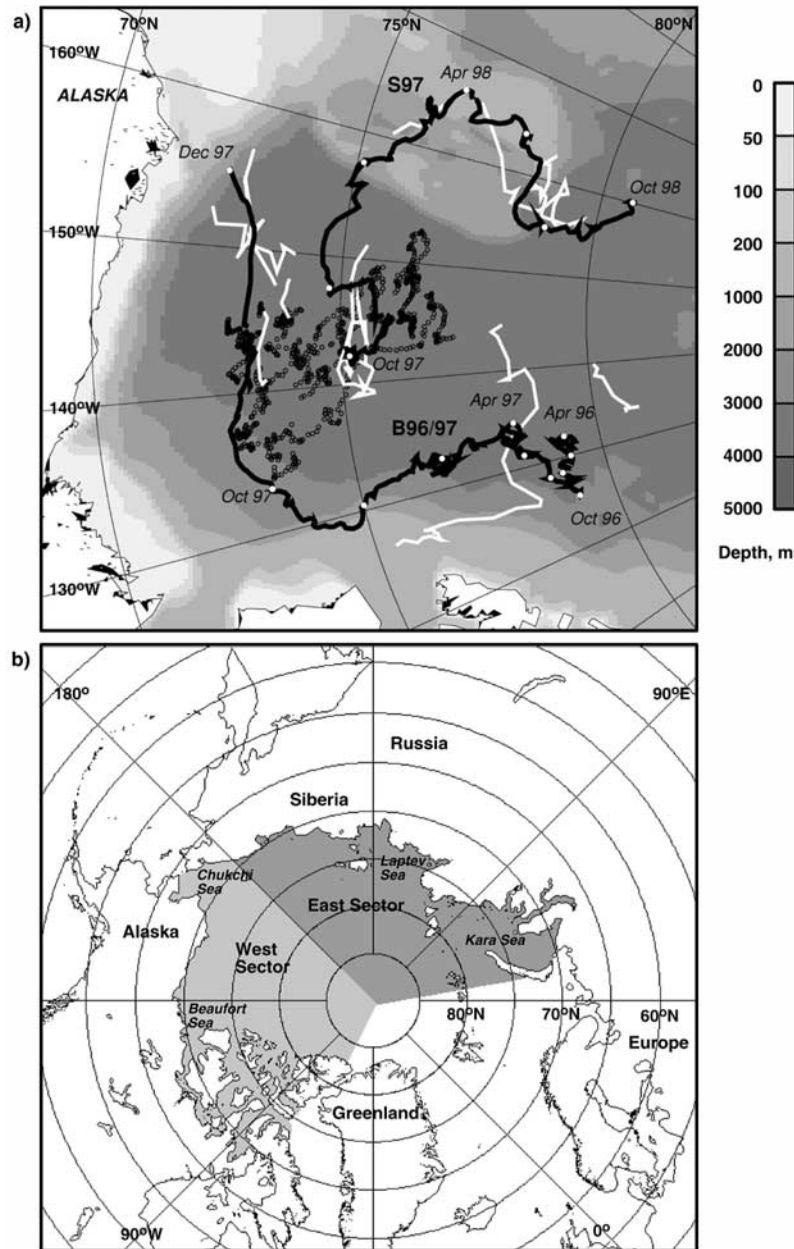 a)
70ºN
75ºN
80ºN
160ºW
ALASKA
S97
Apr 98
Dec 97
Oct 98
150ºW
Oct 97
140ºW
Apr 97
Apr 96
B96/97
Oct 97
Oct 96
130ºW
0
50
100
200
1000
2000
3000
4000
5000
Depth, m
b)
180º
90ºE
Russia
Siberia
Chukchi
Sea
Laptev
Sea
East Sector
Alaska
West
Sector
Kara Sea
Beaufort
Sea
80ºN
70ºN
60ºN
Europe
Greenland
90ºW
0º